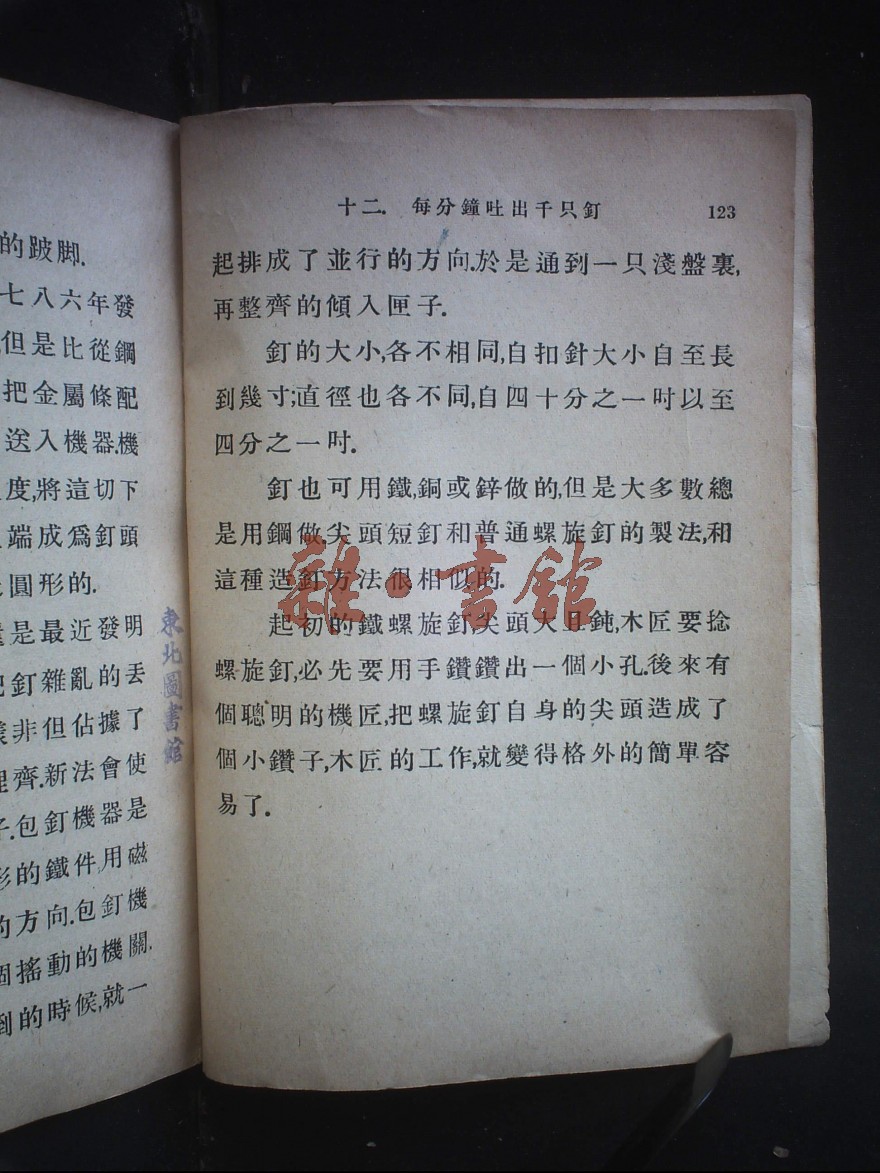 的跛脚.
七八六年發
但是比從鋼
把金屬條配
送入機器.機
度,將這切下
端成爲釘頭
圓形的.
是最近發明
釘雜亂的丢
非但佔據了
齊.新法會使
子.包釘機器是
形的鐵件,用磁
的方向.包釘機
個搖動的機關.
到的時候,就一
東北圖書舘
十二. 每分鐘吐出千只釘 123
起排成了並行的方向.於是通到一只淺盤裏,
再整齊的傾入匣子.
釘的大小,各不相同,自扣針大小自至長
到幾寸;直徑也各不同,自四十分之一吋以至
四分之一吋.
釘也可用鐵,銅或鋅做的,但是大多數總
是用鋼做.尖頭短釘和普通螺旋釘的製法,和
這種造釘方法很相似的.
起初的鐵螺旋釘,尖頭大且鈍,木匠要捻
螺旋釘,必先要用手鑽鑽出一個小孔.後來有
個聰明的機匠,把螺旋釘自身的尖頭造成了
個小鑽子,木匠的工作,就變得格外的簡單容
易了.
雜·書舘